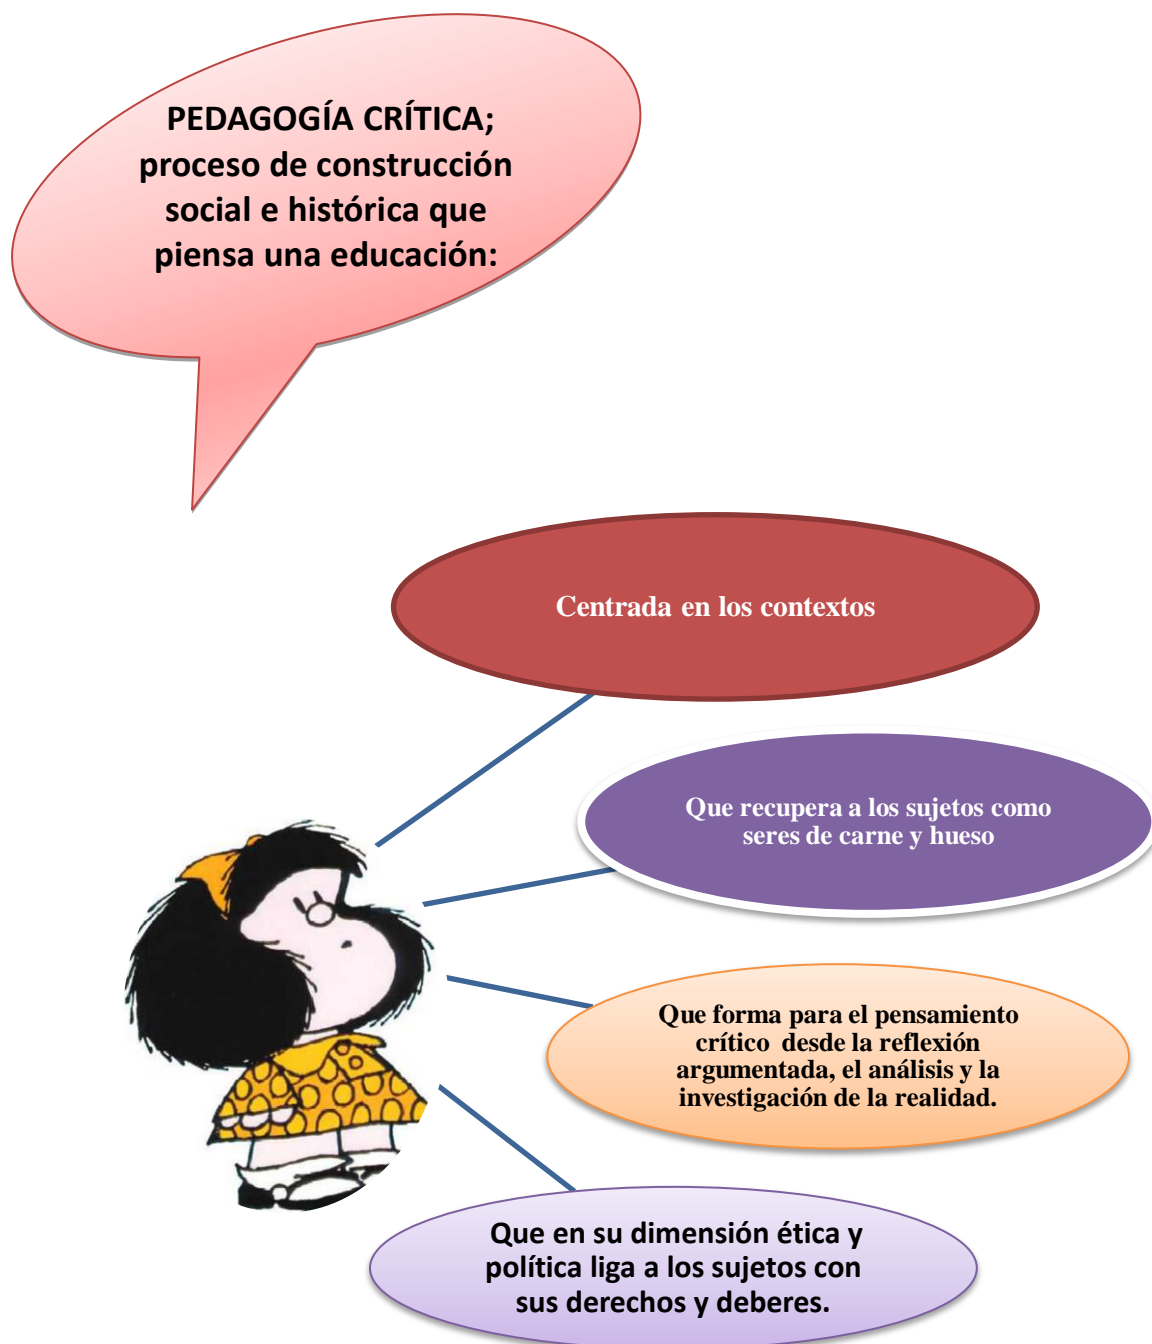 PEDAGOGÍA CRÍTICA;
proceso de construcción
social e histórica que
piensa una educación:
Centrada en los contextos
Que recupera a los sujetos como
seres de carne y hueso
Que forma para el pensamiento
crítico desde la reflexión
argumentada, el análisis y la
investigación de la realidad.
Que en su dimensión ética y
política liga a los sujetos con
sus derechos y deberes.